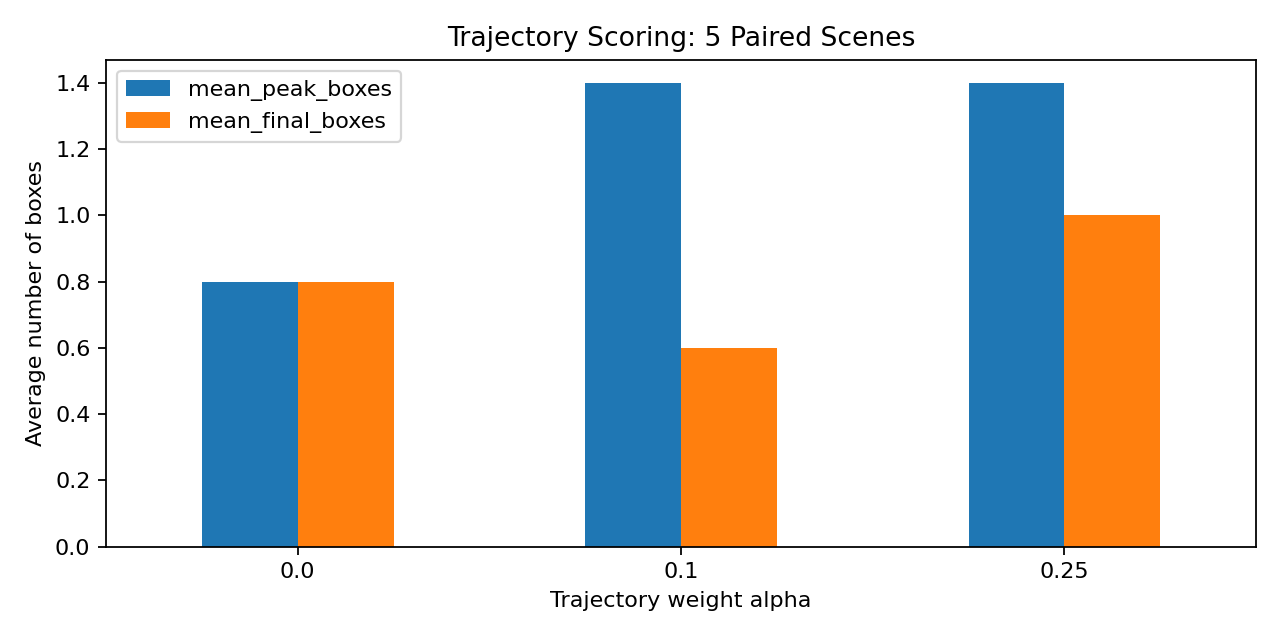 Trajectory Scoring: 5 Paired Scenes
mean_peak_boxes
mean_final_boxes
Average number of boxes
1.4
1.2
1.0
0.8
0.6
0.4
0.2
0.0
0.0 0.1 0.25
Trajectory weight alpha